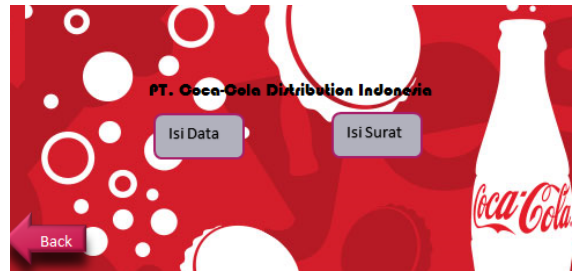 PT. Coca-Cola Distribution Indonesia
Isi Data
Isi Surat
Coca-Cola
Back